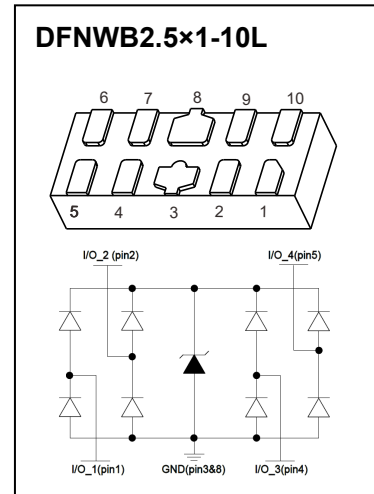 DFNWB2.5×1-10L
6 7 8 9 10
5 4 3 2 1
I/O_2 (pin2) I/O_4(pin5)
I/O_1(pin1) GND(pin3&8) I/O_3(pin4)